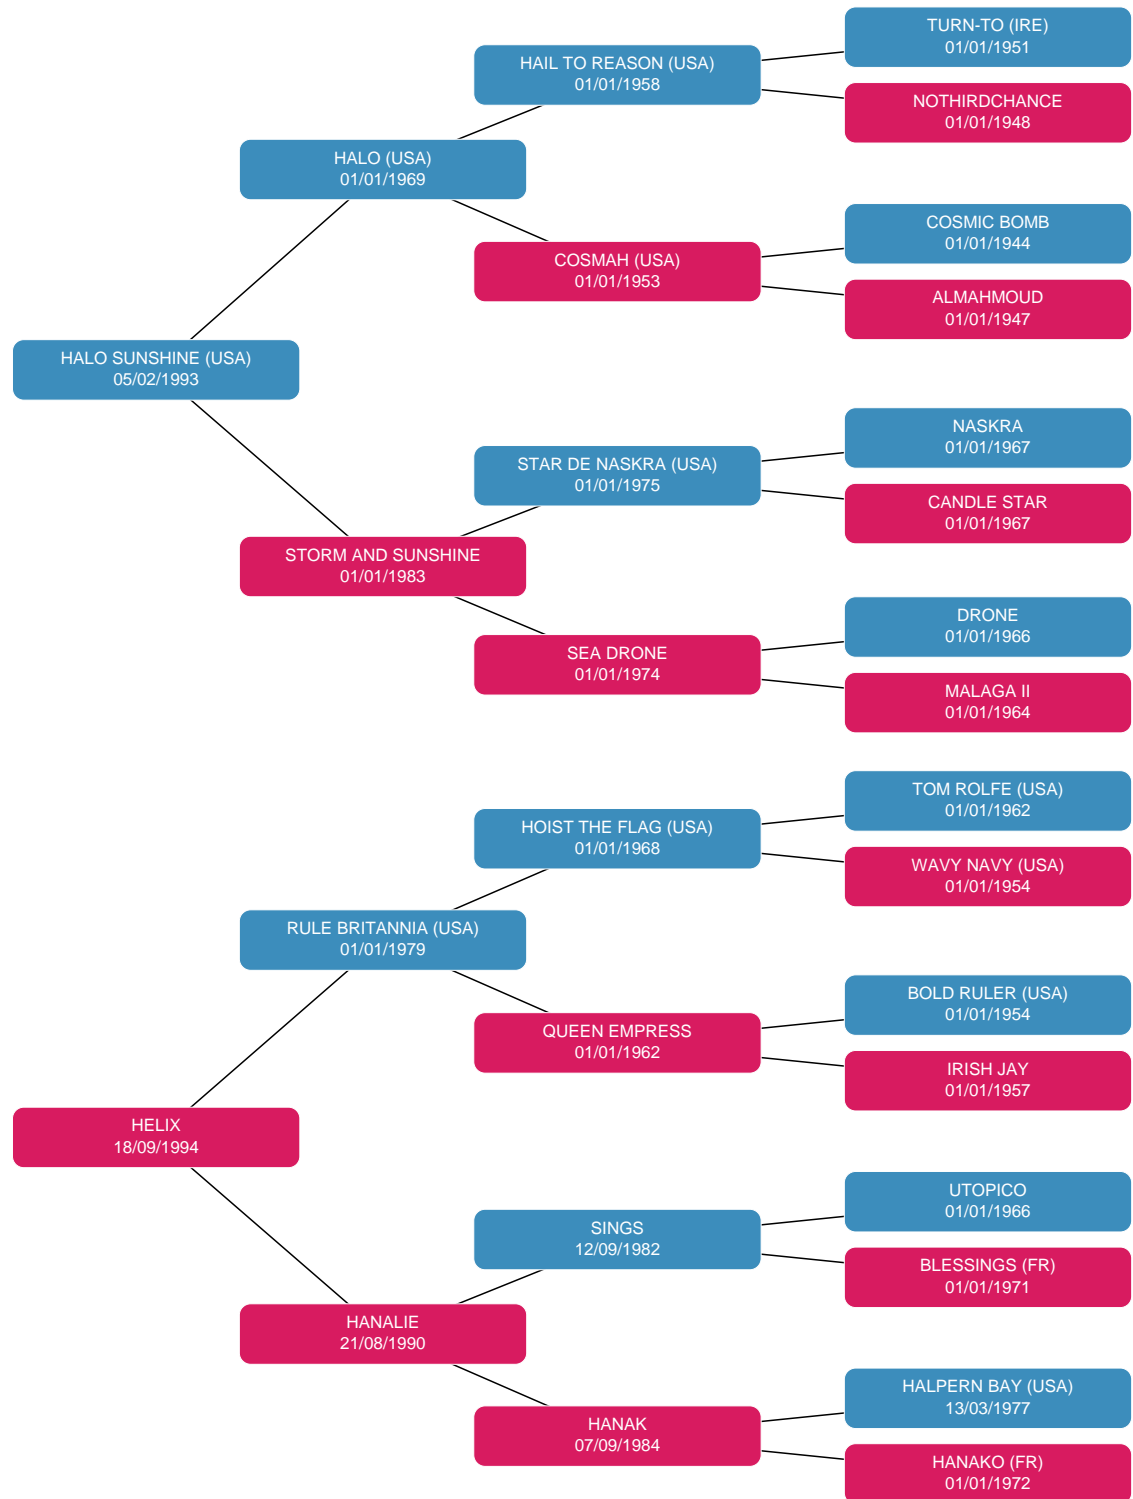 TURN-TO (IRE)
01/01/1951
HAIL TO REASON (USA)
01/01/1958
NOTHIRDCHANCE
01/01/1948
HALO (USA)
01/01/1969
COSMIC BOMB
01/01/1944
COSMAH (USA)
01/01/1953
ALMAHMOUD
01/01/1947
HALO SUNSHINE (USA)
05/02/1993
NASKRA
01/01/1967
STAR DE NASKRA (USA)
01/01/1975
CANDLE STAR
01/01/1967
STORM AND SUNSHINE
01/01/1983
DRONE
01/01/1966
SEA DRONE
01/01/1974
MALAGA II
01/01/1964
TOM ROLFE (USA)
01/01/1962
HOIST THE FLAG (USA)
01/01/1968
WAVY NAVY (USA)
01/01/1954
RULE BRITANNIA (USA)
01/01/1979
BOLD RULER (USA)
01/01/1954
QUEEN EMPRESS
01/01/1962
IRISH JAY
01/01/1957
HELIX
18/09/1994
UTOPICO
01/01/1966
SINGS
12/09/1982
BLESSINGS (FR)
01/01/1971
HANALIE
21/08/1990
HALPERN BAY (USA)
13/03/1977
HANAK
07/09/1984
HANAKO (FR)
01/01/1972